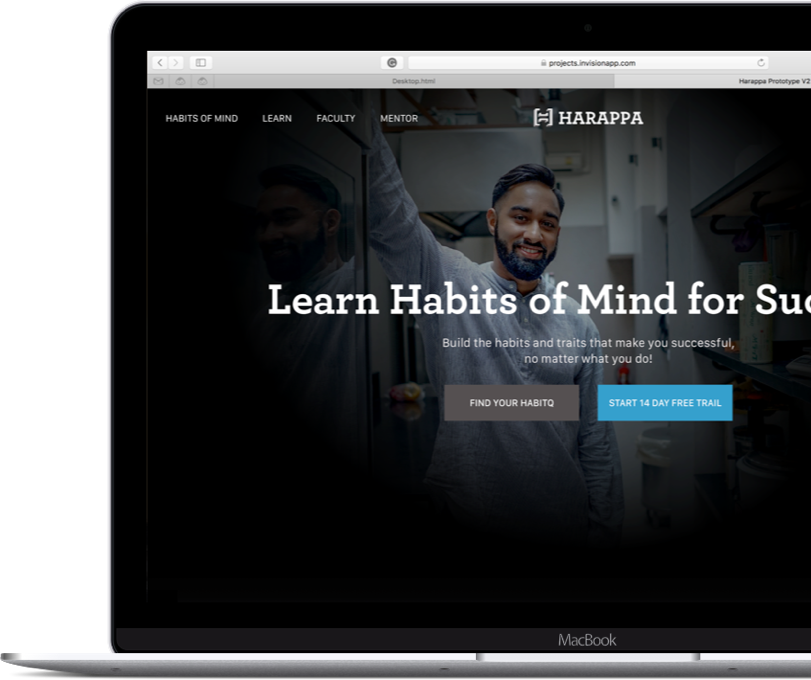 projects.invisionapp.com
Desktop.html
Harappa Prototype V2
HABITS OF MIND LEARN FACULTY MENTOR
HARAPPA
Learn Habits of Mind for Suc
Build the habits and traits that make you successful,
no matter what you do!
FIND YOUR HABITQ START 14 DAY FREE TRAIL
MacBook